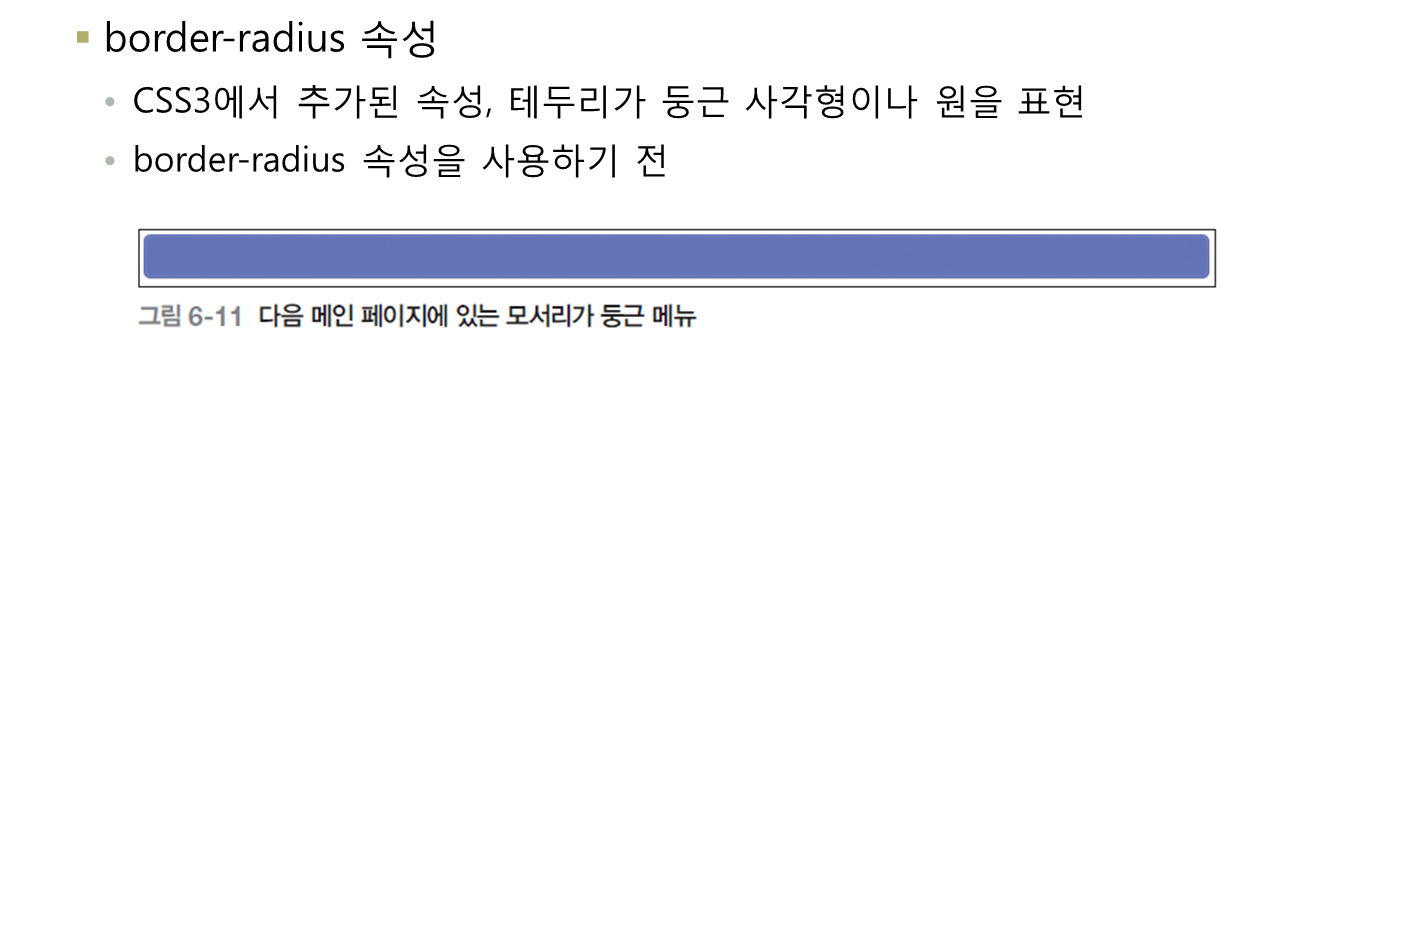 border-radius 속성
CSS3에서 추가된 속성, 테두리가 둥근 사각형이나 원을 표현
border-radius 속성을 사용하기 전
그림 6-11 다음 메인 페이지에 있는 모서리가 둥근 메뉴